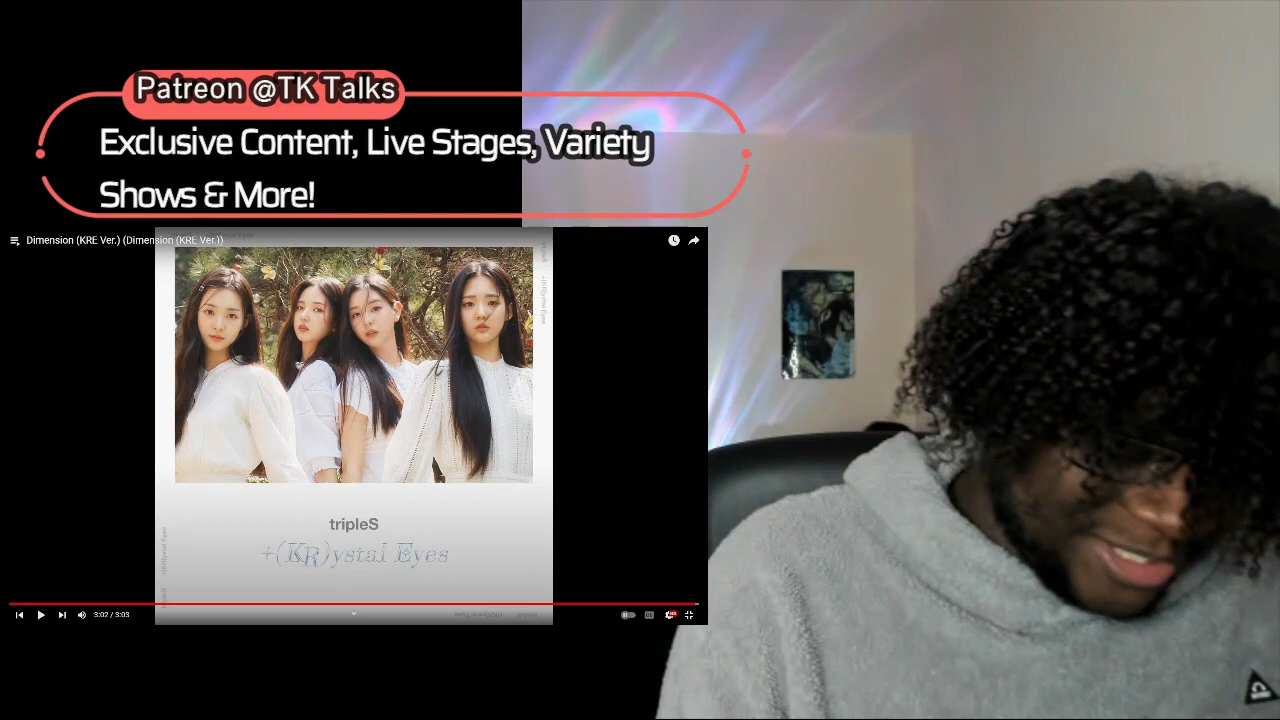 Patreon @TK Talks
Exclusive Content, Live Stages, Variety
Shows & More!
Dimension (KRE Ver.) (Dimension (KRE Ver.))
tripleS
+(KR)ystal Eyes
3:02 / 3:03